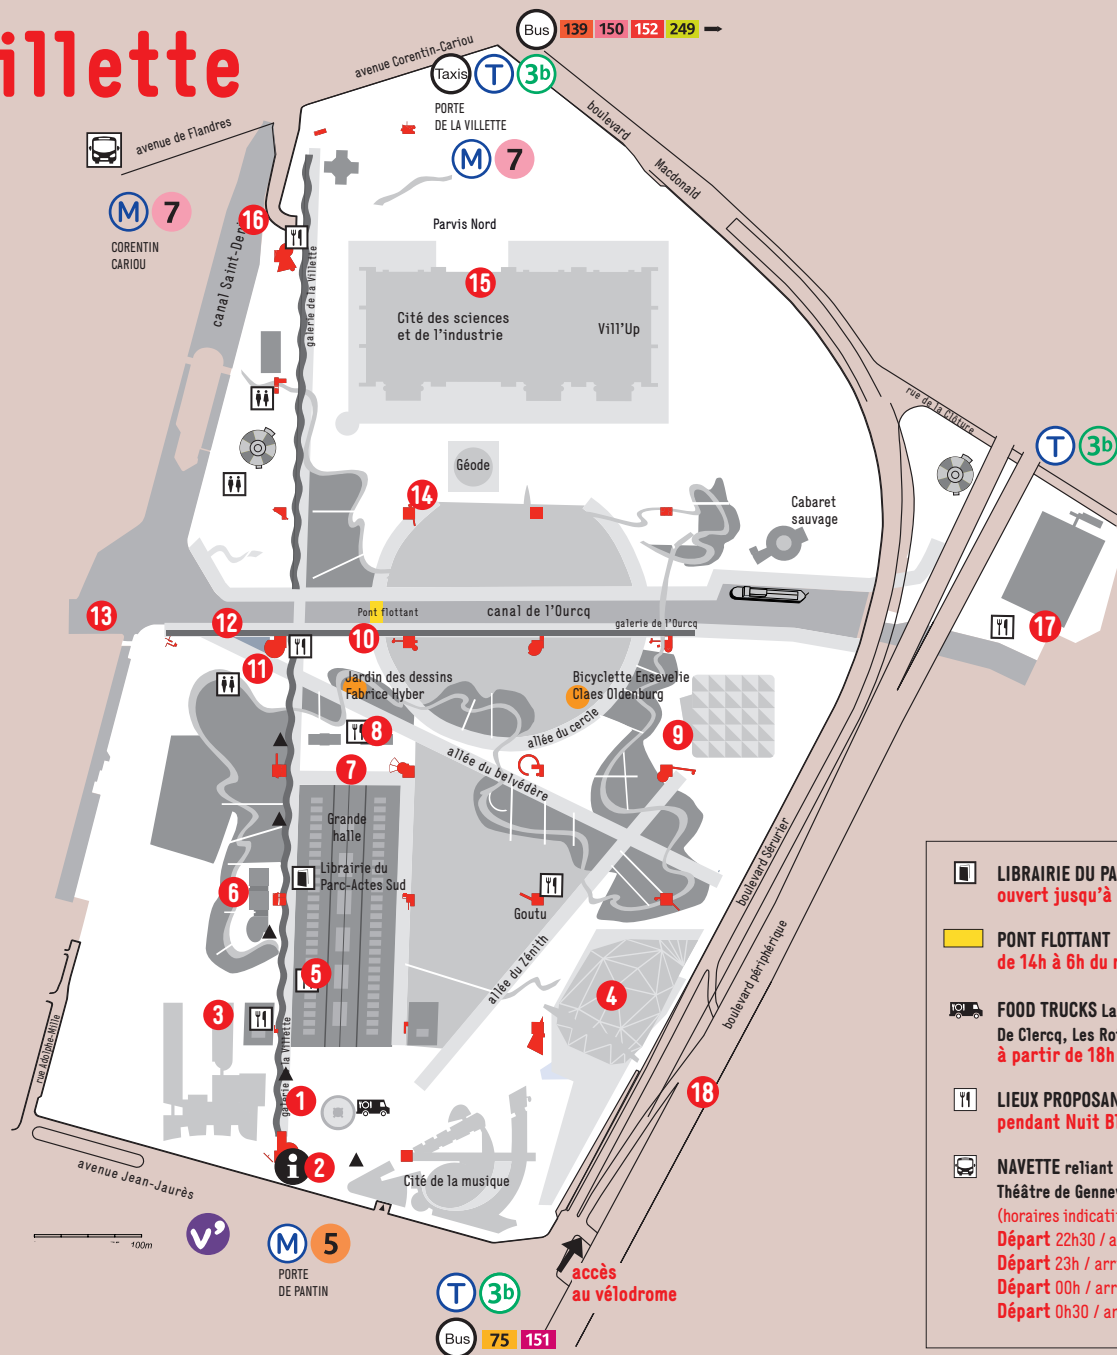 illette
Bus 139 150 152 249
avenue Corentin-Cariou
Taxis T 3b
PORTE
DE LA VILLETTE
M 7
boulevard
Macdonald
avenue de Flandres
M 7
CORENTIN
CARIOU
16
canal Saint-Deni
galerie de la Villette
Parvis Nord
15
Cité des sciences
et de l'industrie
Vill'Up
rue de la Clôture
T 3b
Géode
14
Cabaret
sauvage
13
12
Pont flottant
canal de l'Ourcq
galerie de l'Ourcq
17
10
11
Jardin des dessins
Fabrice Hyber
Bicyclette Ensevelie
Claes Oldenburg
8
9
allée du cercle
allée du belvédère
7
Grande
halle
Librairie du
Parc-Actes Sud
6
Goutu
boulevard Sérurier
boulevard périphérique
allée du Zénith
5
4
3
rue Adolphe-Mille
galerie la Villette
1
18
i 2
Cité de la musique
avenue Jean-Jaurès
100m
V'
M 5
PORTE
DE PANTIN
accès
au vélodrome
T 3b
Bus 75 151
LIBRAIRIE DU PA
ouvert jusqu'à
PONT FLOTTANT
de 14h à 6h du
FOOD TRUCKS La
De Clercq, Les Ro
à partir de 18h
LIEUX PROPOSAN
pendant Nuit B
NAVETTE reliant
Théâtre de Genne
(horaires indicati
Départ 22h30 / a
Départ 23h / arr
Départ 00h / arr
Départ 0h30 / ar